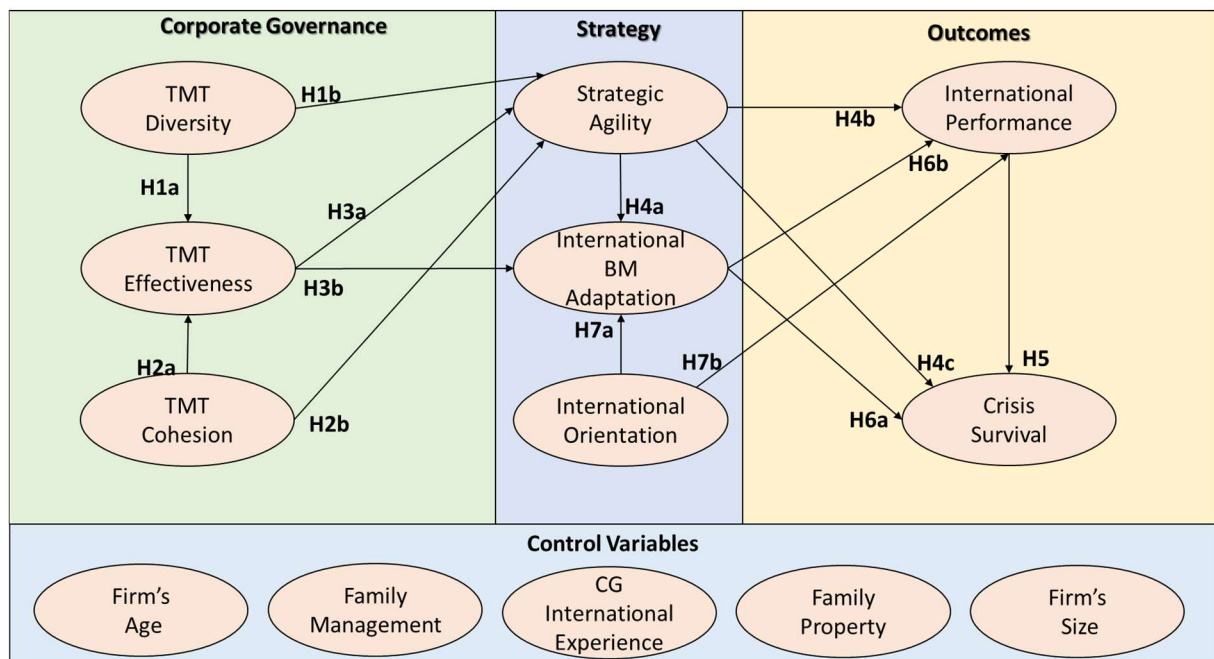 Corporate Governance
Strategy
Outcomes
TMT
Diversity
H1b
Strategic
Agility
H4b
International
Performance
H6b
H1a
H3a
H4a
TMT
Effectiveness
H3b
International
BM
Adaptation
H7a
H2a
H7b
H4c
H5
TMT
Cohesion
H2b
International
Orientation
H6a
Crisis
Survival
Control Variables
Firm's
Age
Family
Management
CG
International
Experience
Family
Property
Firm's
Size